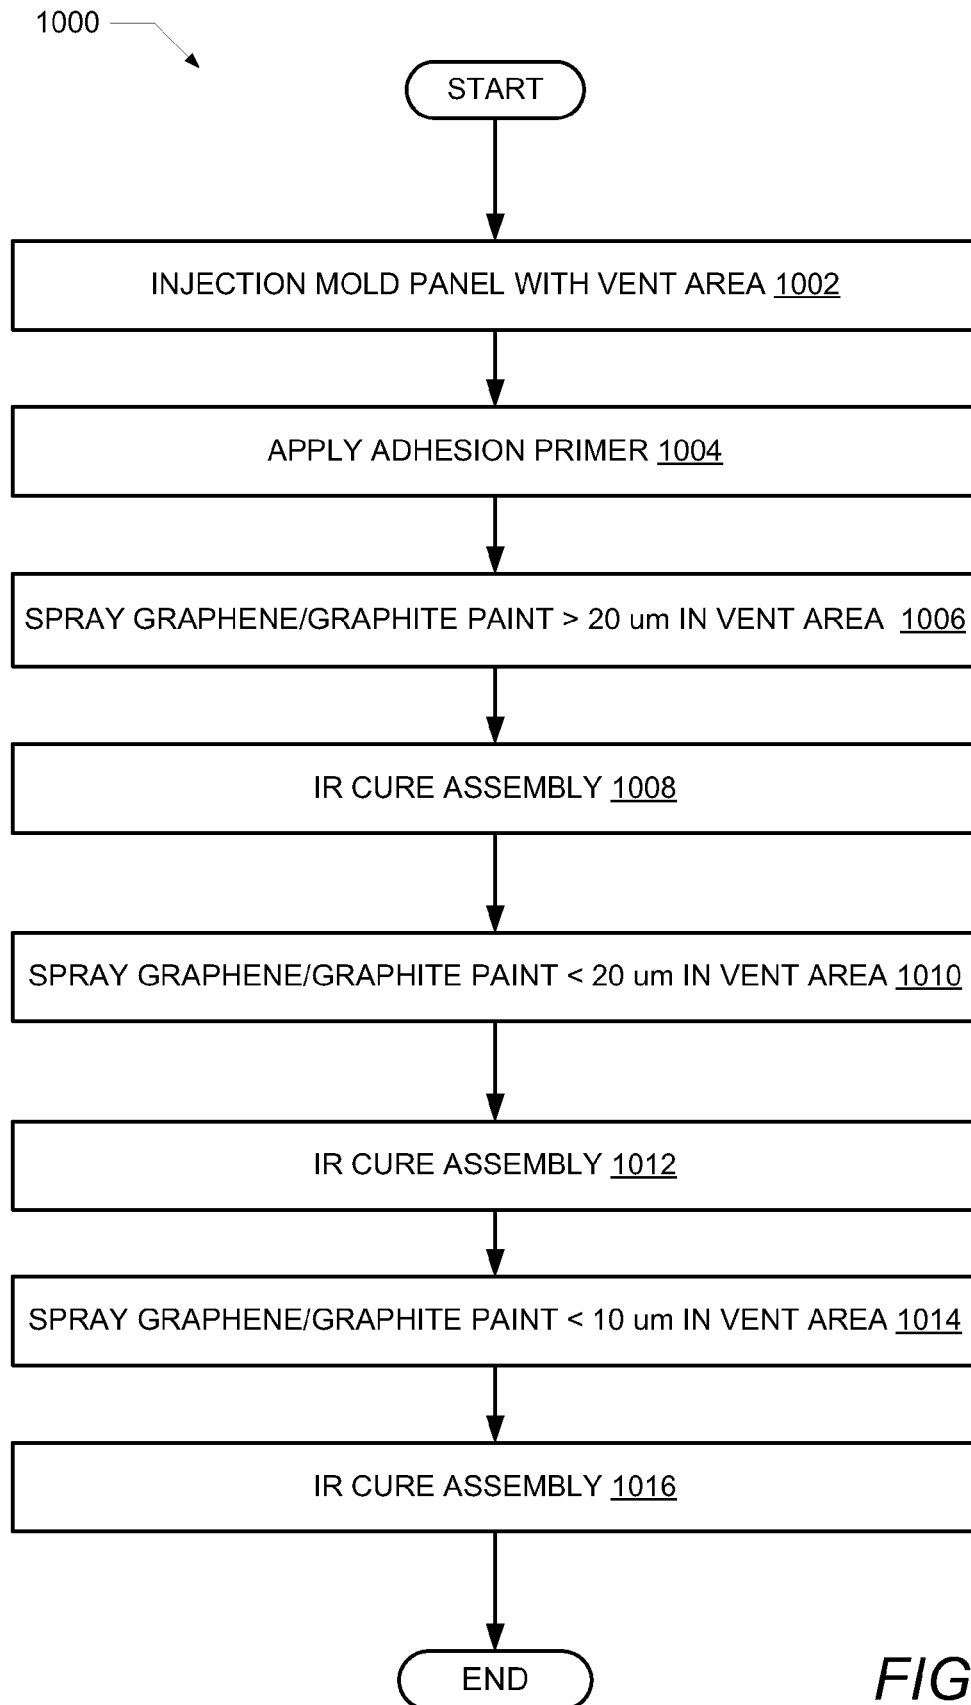 1000
START
INJECTION MOLD PANEL WITH VENT AREA 1002
APPLY ADHESION PRIMER 1004
SPRAY GRAPHENE/GRAPHITE PAINT > 20 um IN VENT AREA 1006
IR CURE ASSEMBLY 1008
SPRAY GRAPHENE/GRAPHITE PAINT < 20 um IN VENT AREA 1010
IR CURE ASSEMBLY 1012
SPRAY GRAPHENE/GRAPHITE PAINT < 10 um IN VENT AREA 1014
IR CURE ASSEMBLY 1016
END
FIG